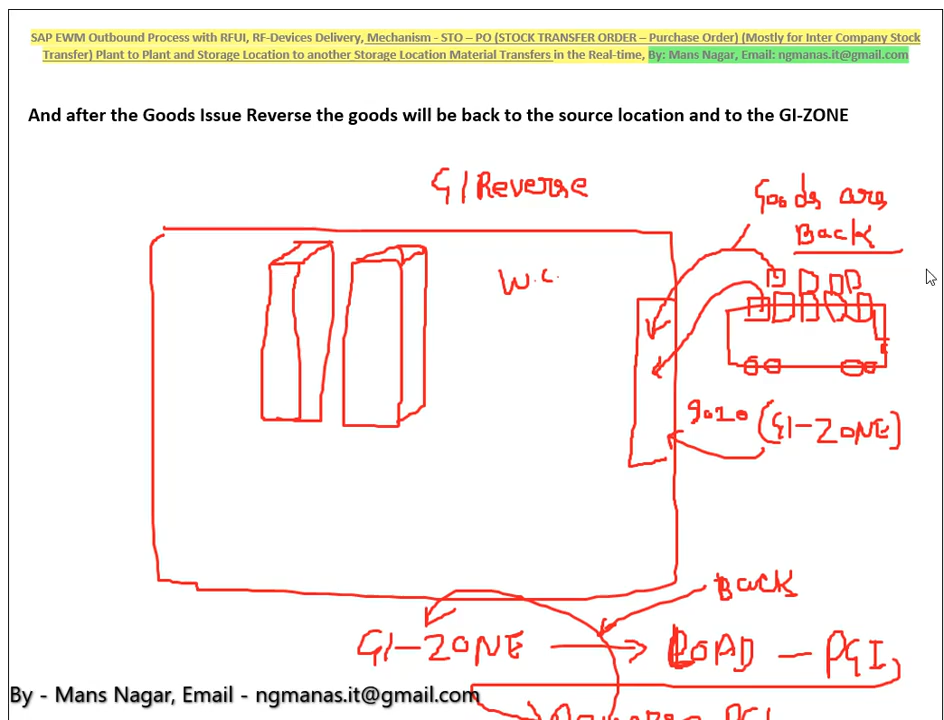 SAP EWM Outbound Process with RFUI, RF-Devices Delivery, Mechanism - STO – PO (STOCK TRANSFER ORDER – Purchase Order) (Mostly for Inter Company Stock
Transfer) Plant to Plant and Storage Location to another Storage Location Material Transfers in the Real-time, By: Mans Nagar, Email: ngmanas.it@gmail.com
And after the Goods Issue Reverse the goods will be back to the source location and to the GI-ZONE
GI Reverse
Goods are
Back
W.C.
9020 (GI-ZONE)
Back
GI-ZONE → LOAD - PGI,
By - Mans Nagar, Email - ngmanas.it@gmail.com
PGI